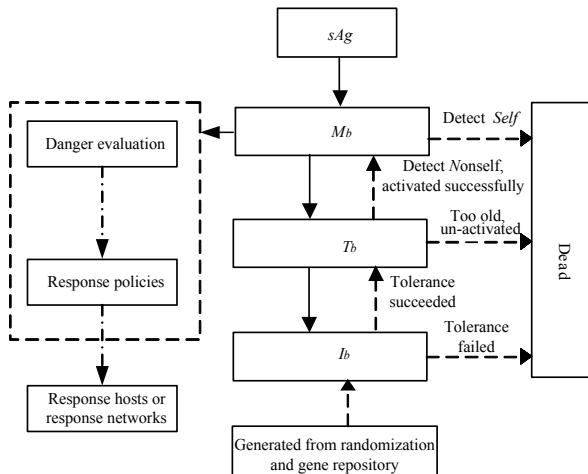 sAg
Mb
Detect Self
Danger evaluation
Detect Nonself,
activated successfully
Too old,
un-activated
Tb
Dead
Response policies
Tolerance
succeeded
Ib
Tolerance
failed
Response hosts or
response networks
Generated from randomization
and gene repository